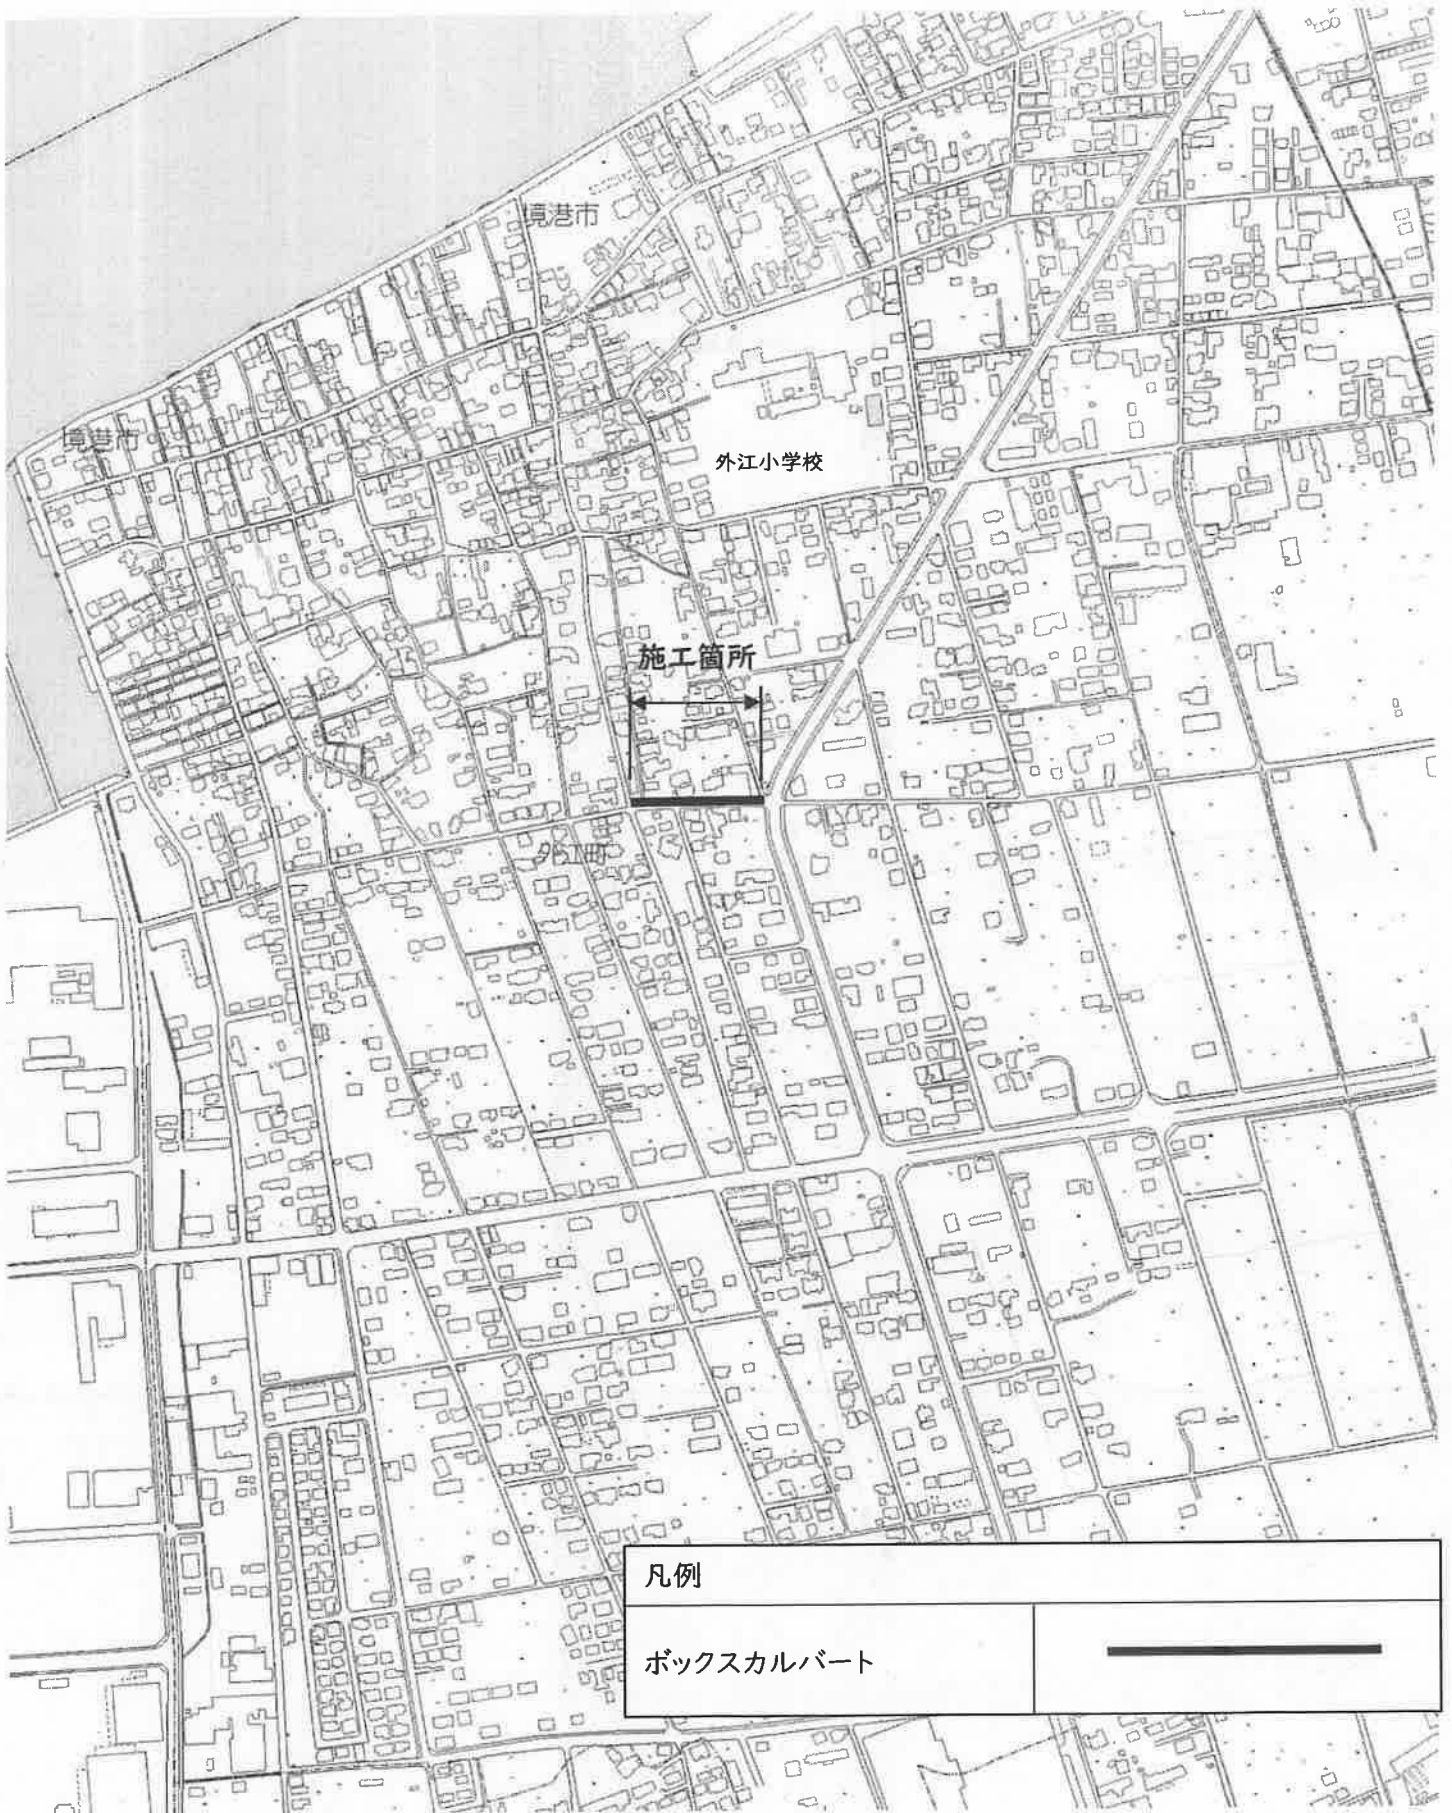 境港市
境港市
外江小学校
施工箇所
外江町
凡例
ボックスカルバート